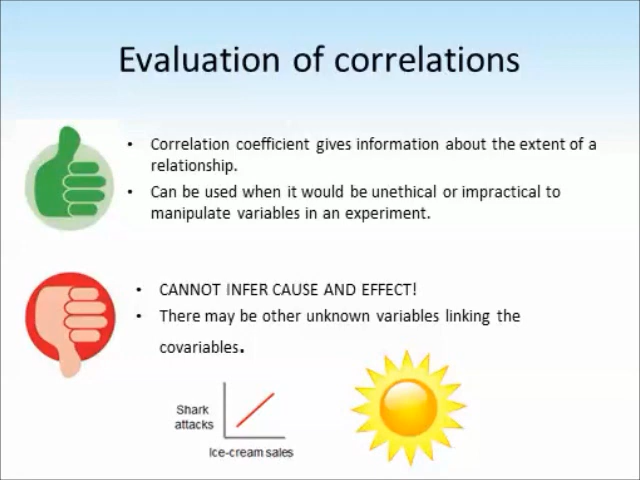 Evaluation of correlations
• Correlation coefficient gives information about the extent of a
relationship.
• Can be used when it would be unethical or impractical to
manipulate variables in an experiment.
• CANNOT INFER CAUSE AND EFFECT!
• There may be other unknown variables linking the
covariables.
Shark
attacks
Ice-cream sales